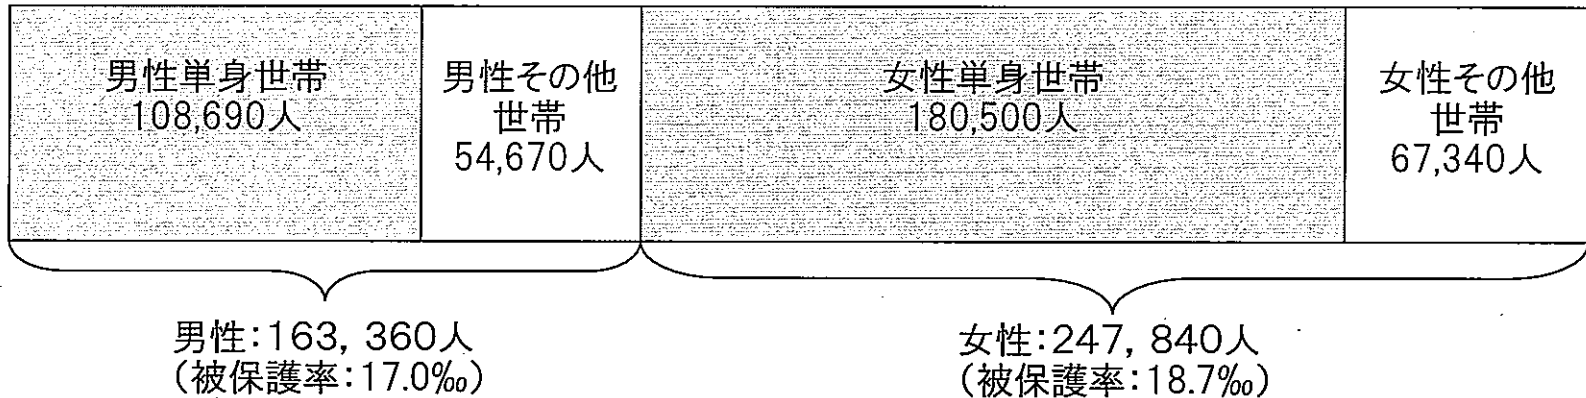 男性単身世帯
108,690人
男性その他
世帯
54,670人
女性単身世帯
180,500人
女性その他
世帯
67,340人
男性:163, 360人
(被保護率:17.0‰)
女性:247, 840人
(被保護率:18.7‰)